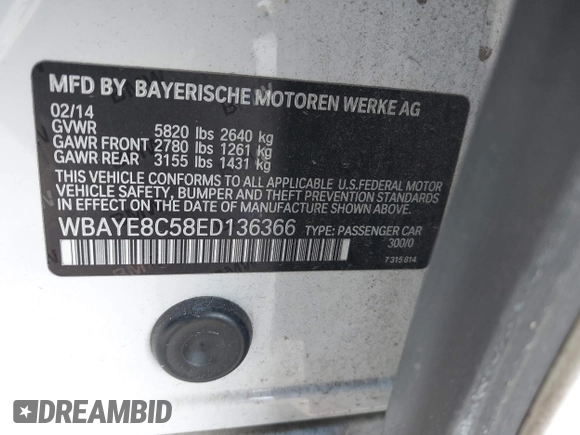 MFD BY BAYERISCHE MOTOREN WERKE AG
02/14
GVWR 5820 lbs 2640 kg
GAWR FRONT 2780 lbs 1261 kg
GAWR REAR 3155 lbs 1431 kg
THIS VEHICLE CONFORMS TO ALL APPLICABLE U.S.FEDERAL MOTOR
VEHICLE SAFETY, BUMPER AND THEFT PREVENTION STANDARDS
IN EFFECT ON THE DATE OF MANUFACTURE SHOWN ABOVE.
WBAYE8C58ED136366 TYPE: PASSENGER CAR
300/0
7 315 814
DREAMBID